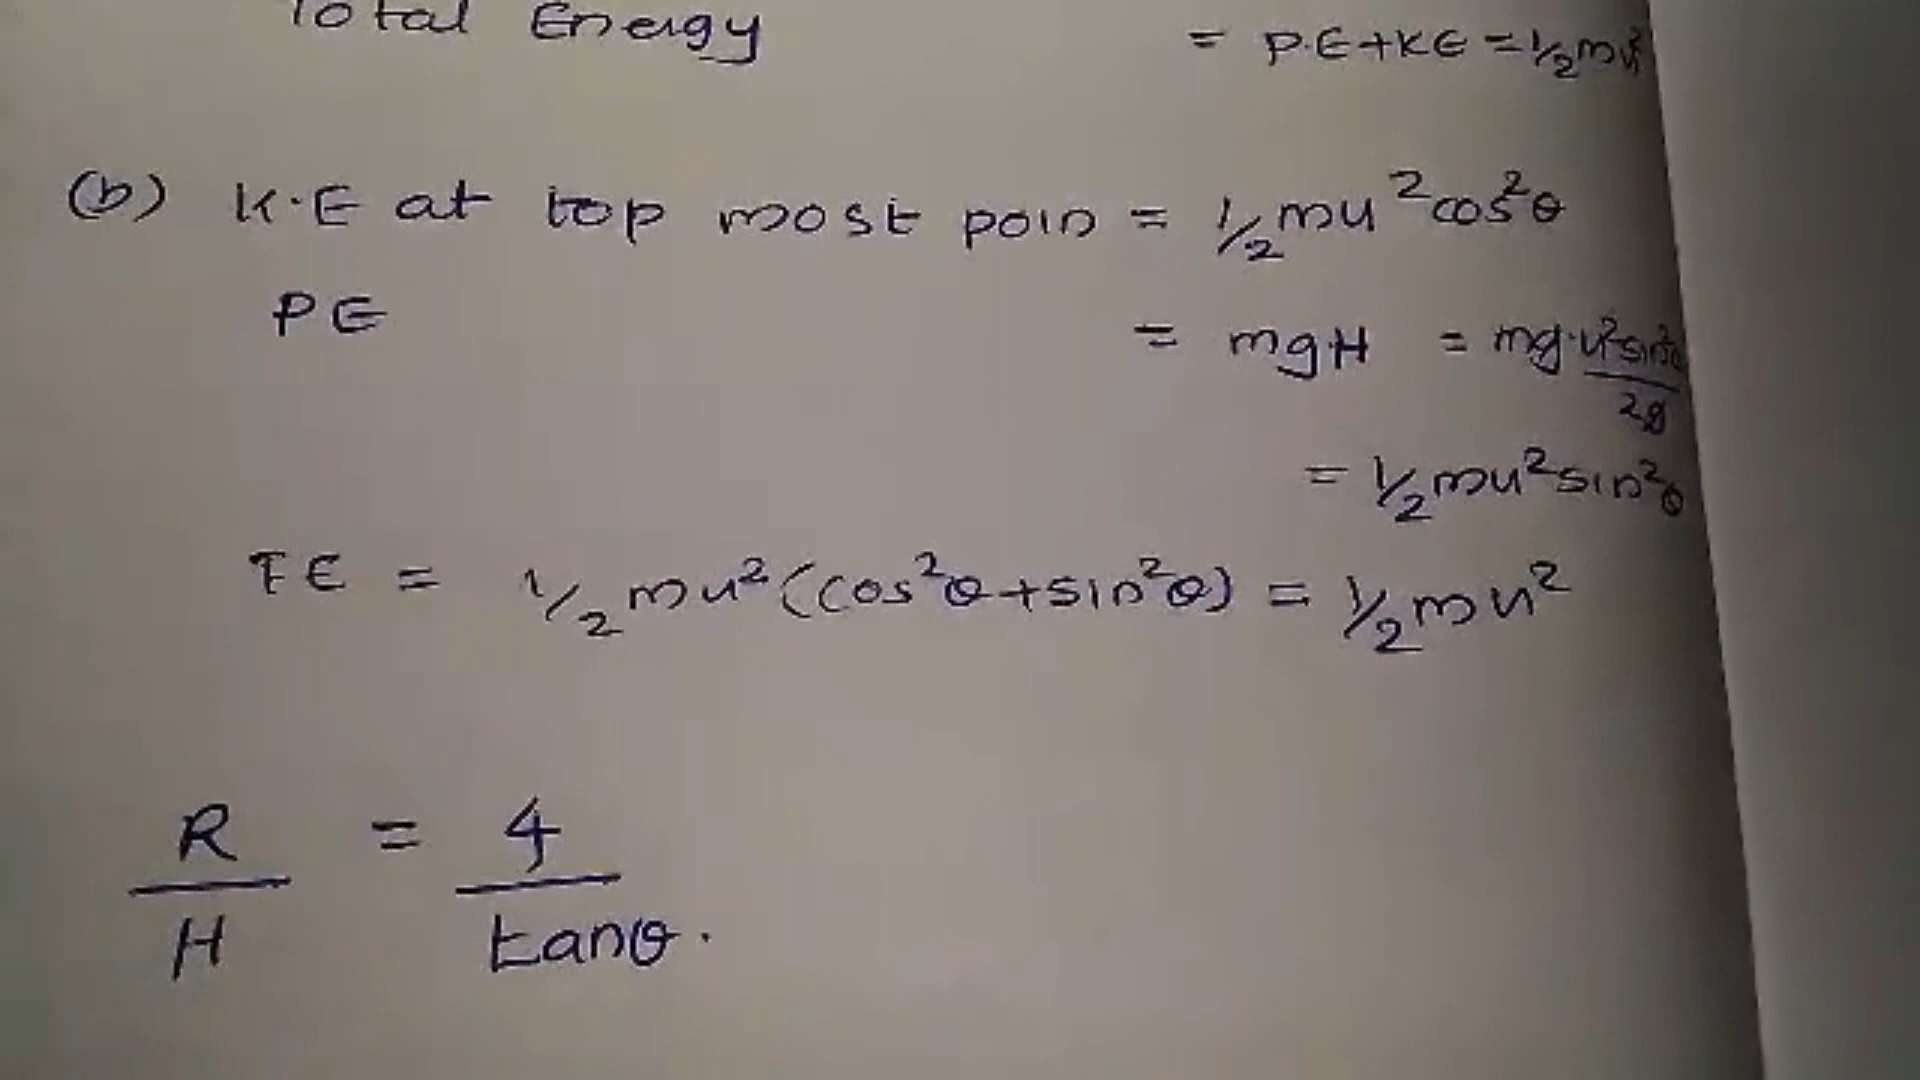 Total Energy = P.E+KE = 1/2mu²
(b) K.E at top most poin = 1/2mu²cos²θ
PE = mgH = mg.u²sin²θ/2g
= 1/2mu²sin²θ
TE = 1/2mu²(cos²θ+sin²θ) = 1/2mu²
R/H = 4/tanθ.